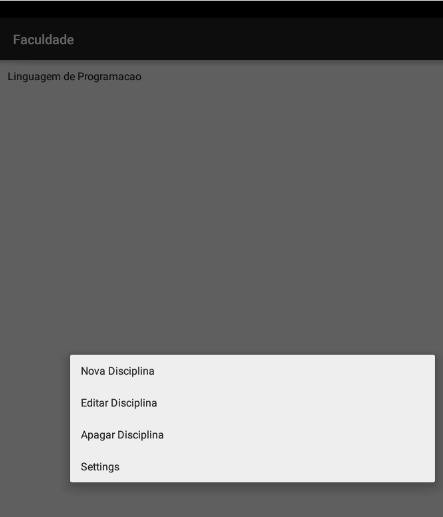 Faculdade
Linguagem de Programacao
Nova Disciplina
Editar Disciplina
Apagar Disciplina
Settings